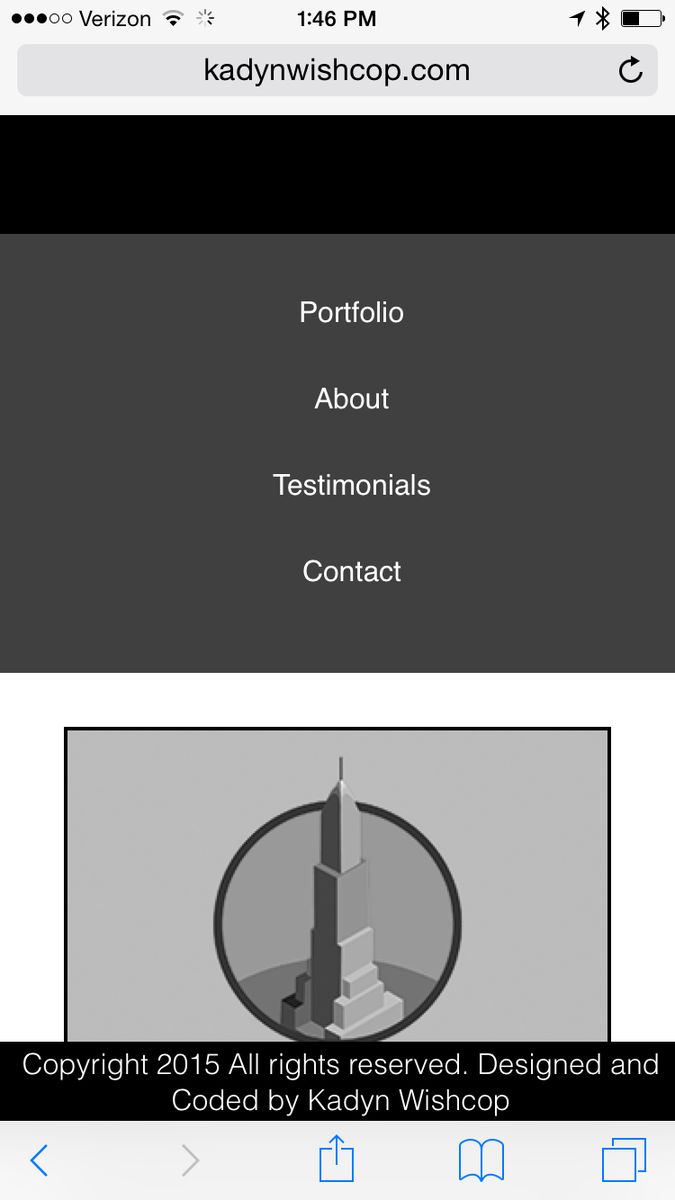 Verizon 1:46 PM
kadynwishcop.com
Portfolio
About
Testimonials
Contact
Copyright 2015 All rights reserved. Designed and
Coded by Kadyn Wishcop